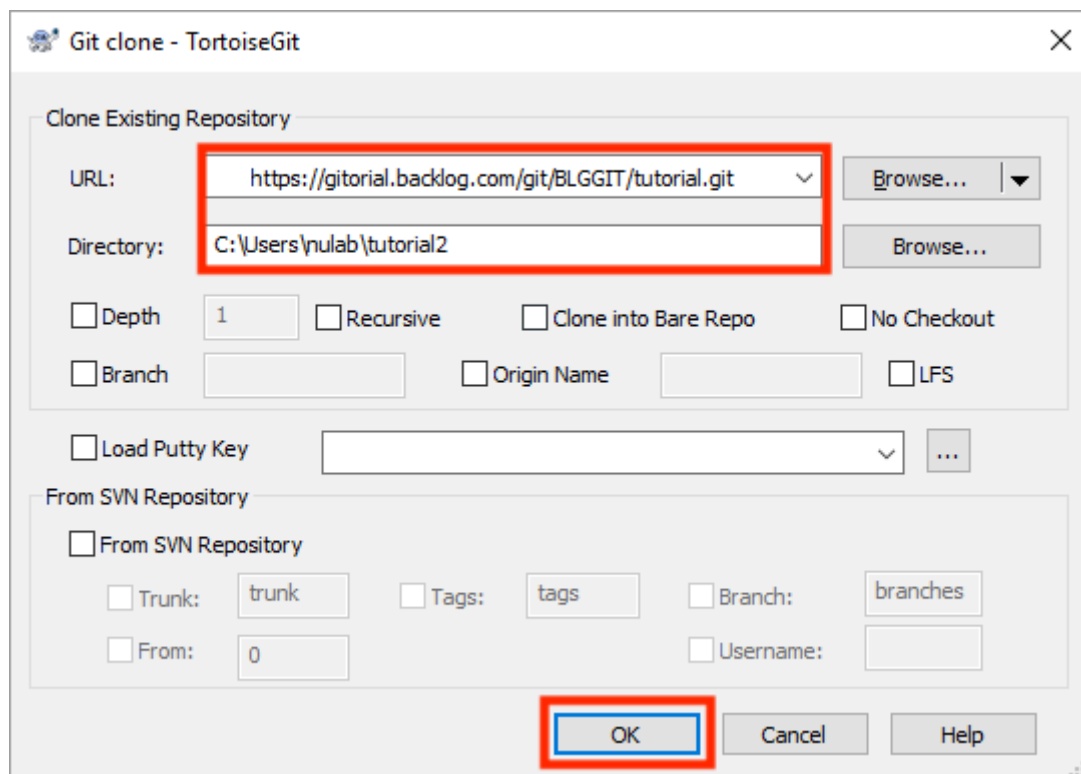 Git clone - TortoiseGit
Clone Existing Repository
URL: https://gitorial.backlog.com/git/BLGGIT/tutorial.git Browse...
Directory: C:\Users\nulab\tutorial2 Browse...
Depth 1 Recursive Clone into Bare Repo No Checkout
Branch Origin Name LFS
Load Putty Key ...
From SVN Repository
From SVN Repository
Trunk: trunk Tags: tags Branch: branches
From: 0 Username:
OK Cancel Help